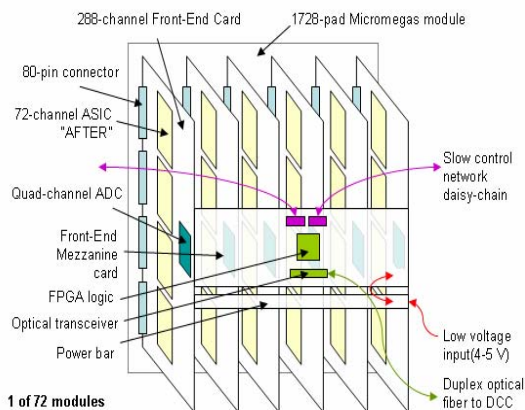 288-channel Front-End Card
1728-pad Micromegas module
80-pin connector
72-channel ASIC
"AFTER"
Slow control
network
daisy-chain
Quad-channel ADC
Front-End
Mezzanine
card
FPGA logic
Optical transceiver
Power bar
Low voltage
input(4-5 V)
Duplex optical
fiber to DCC
1 of 72 modules